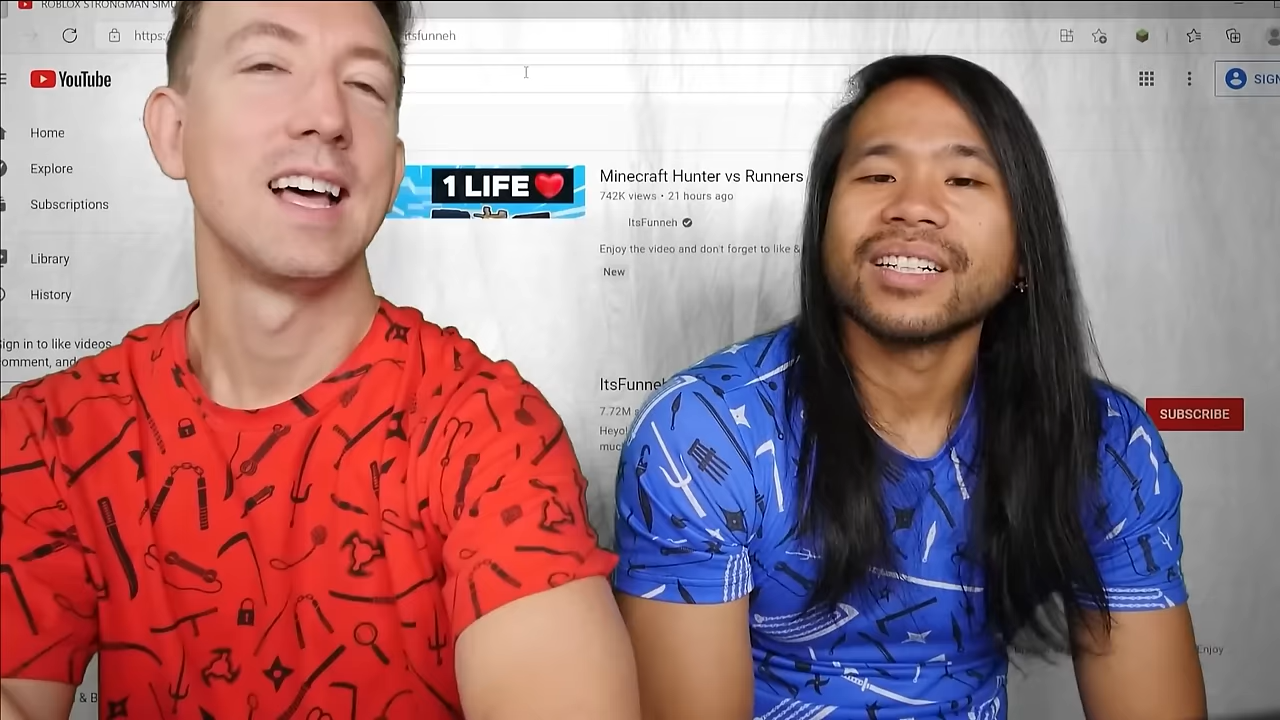 ROBLOX STRONGMAN SIMU
https:/
itsfunneh
YouTube
SIGN
Home
Explore
Subscriptions
Library
History
Sign in to like videos
omment, and
1 LIFE
Minecraft Hunter vs Runners
742K views • 21 hours ago
ItsFunneh
Enjoy the video and don't forget to like &
New
ItsFunneh
7.72M s
Heyo!
muc
SUBSCRIBE
Enjoy
& B